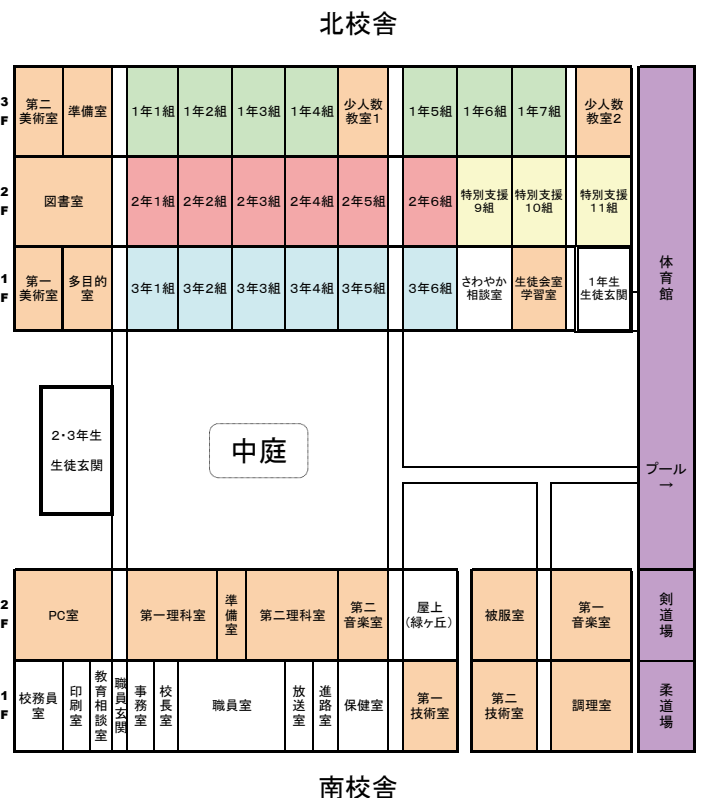 北校舎
3F
第二
美術室
準備室
1年1組
1年2組
1年3組
1年4組
少人数
教室1
1年5組
1年6組
1年7組
少人数
教室2
2F
図書室
2年1組
2年2組
2年3組
2年4組
2年5組
2年6組
特別支援
9組
特別支援
10組
特別支援
11組
1F
第一
美術室
多目的
室
3年1組
3年2組
3年3組
3年4組
3年5組
3年6組
さわやか
相談室
生徒会室
学習室
1年生
生徒玄関
体育館
2・3年生
生徒玄関
中庭
プール
→
2F
PC室
第一理科室
準備室
第二理科室
第二
音楽室
屋上
(緑ヶ丘)
被服室
第一
音楽室
剣道場
1F
校務員
室
印刷室
教育相談室
職員玄関
事務室
校長室
職員室
放送室
進路室
保健室
第一
技術室
第二
技術室
調理室
柔道場
南校舎